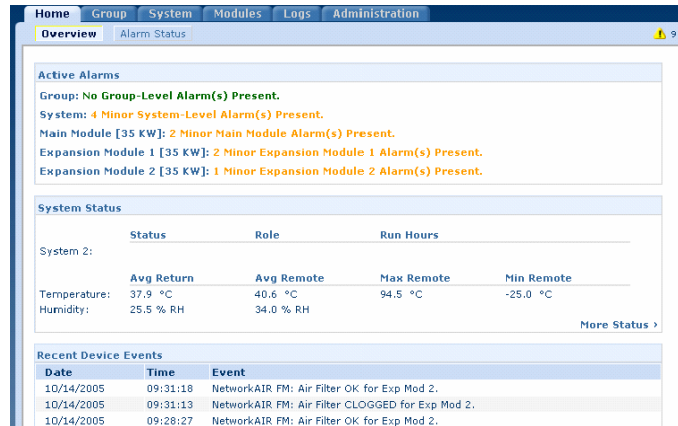 Home Group System Modules Logs Administration
Overview Alarm Status 9
Active Alarms
Group: No Group-Level Alarm(s) Present.
System: 4 Minor System-Level Alarm(s) Present.
Main Module [35 KW]: 2 Minor Main Module Alarm(s) Present.
Expansion Module 1 [35 KW]: 2 Minor Expansion Module 1 Alarm(s) Present.
Expansion Module 2 [35 KW]: 1 Minor Expansion Module 2 Alarm(s) Present.
System Status
Status Role Run Hours
System 2:
Avg Return Avg Remote Max Remote Min Remote
Temperature: 37.9 °C 40.6 °C 94.5 °C -25.0 °C
Humidity: 25.5 % RH 34.0 % RH
More Status ›
Recent Device Events
Date Time Event
10/14/2005 09:31:18 NetworkAIR FM: Air Filter OK for Exp Mod 2.
10/14/2005 09:31:13 NetworkAIR FM: Air Filter CLOGGED for Exp Mod 2.
10/14/2005 09:28:27 NetworkAIR FM: Air Filter OK for Exp Mod 2.